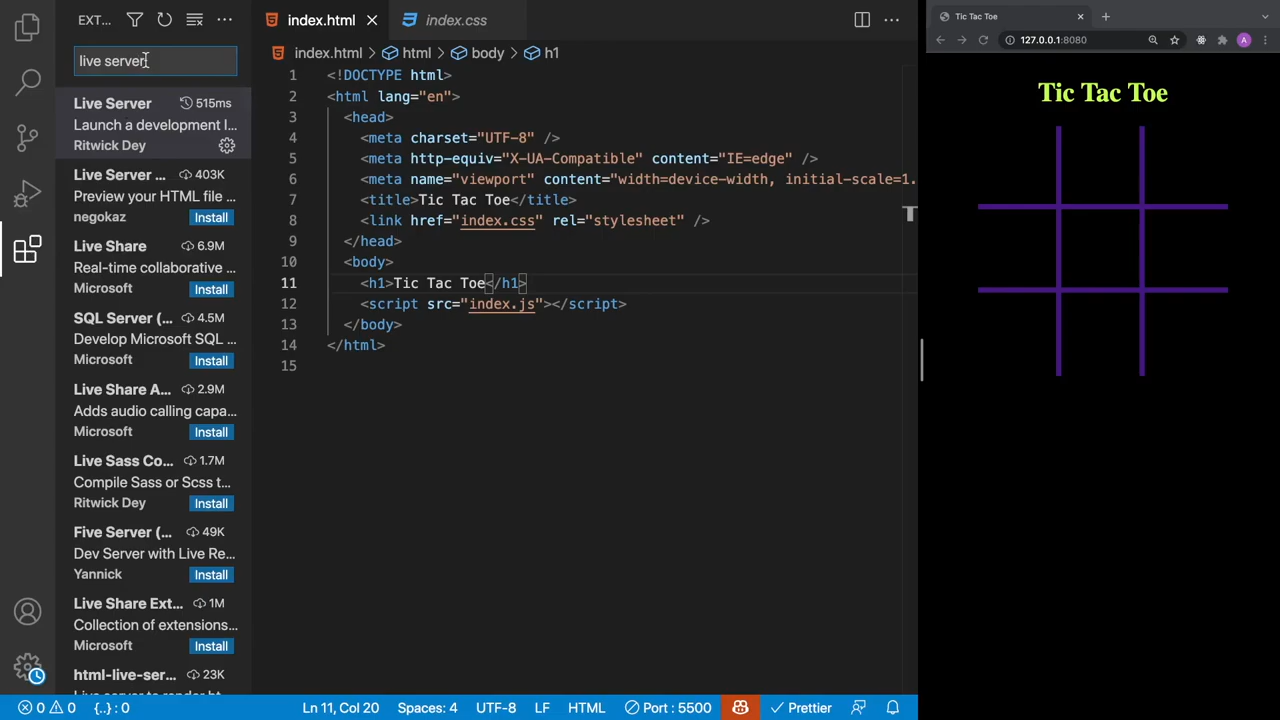 EXT...
live server
Live Server 515ms
Launch a development l...
Ritwick Dey
Live Server ... 403K
Preview your HTML file ...
negokaz Install
Live Share 6.9M
Real-time collaborative ...
Microsoft Install
SQL Server (... 4.5M
Develop Microsoft SQL ...
Microsoft Install
Live Share A... 2.9M
Adds audio calling capa...
Microsoft Install
Live Sass Co... 1.7M
Compile Sass or Scss t...
Ritwick Dey Install
Five Server (... 49K
Dev Server with Live Re...
Yannick Install
Live Share Ext... 1M
Collection of extensions...
Microsoft Install
html-live-ser... 23K
index.html
index.css
index.html > html > body > h1
1 <!DOCTYPE html>
2 <html lang="en">
3 <head>
4 <meta charset="UTF-8" />
5 <meta http-equiv="X-UA-Compatible" content="IE=edge" />
6 <meta name="viewport" content="width=device-width, initial-scale=1.
7 <title>Tic Tac Toe</title>
8 <link href="index.css" rel="stylesheet" />
9 </head>
10 <body>
11 <h1>Tic Tac Toe</h1>
12 <script src="index.js"></script>
13 </body>
14 </html>
15
Tic Tac Toe
127.0.0.1:8080
A
Tic Tac Toe
0 0 {..} : 0 Ln 11, Col 20 Spaces: 4 UTF-8 LF HTML Port : 5500 Prettier